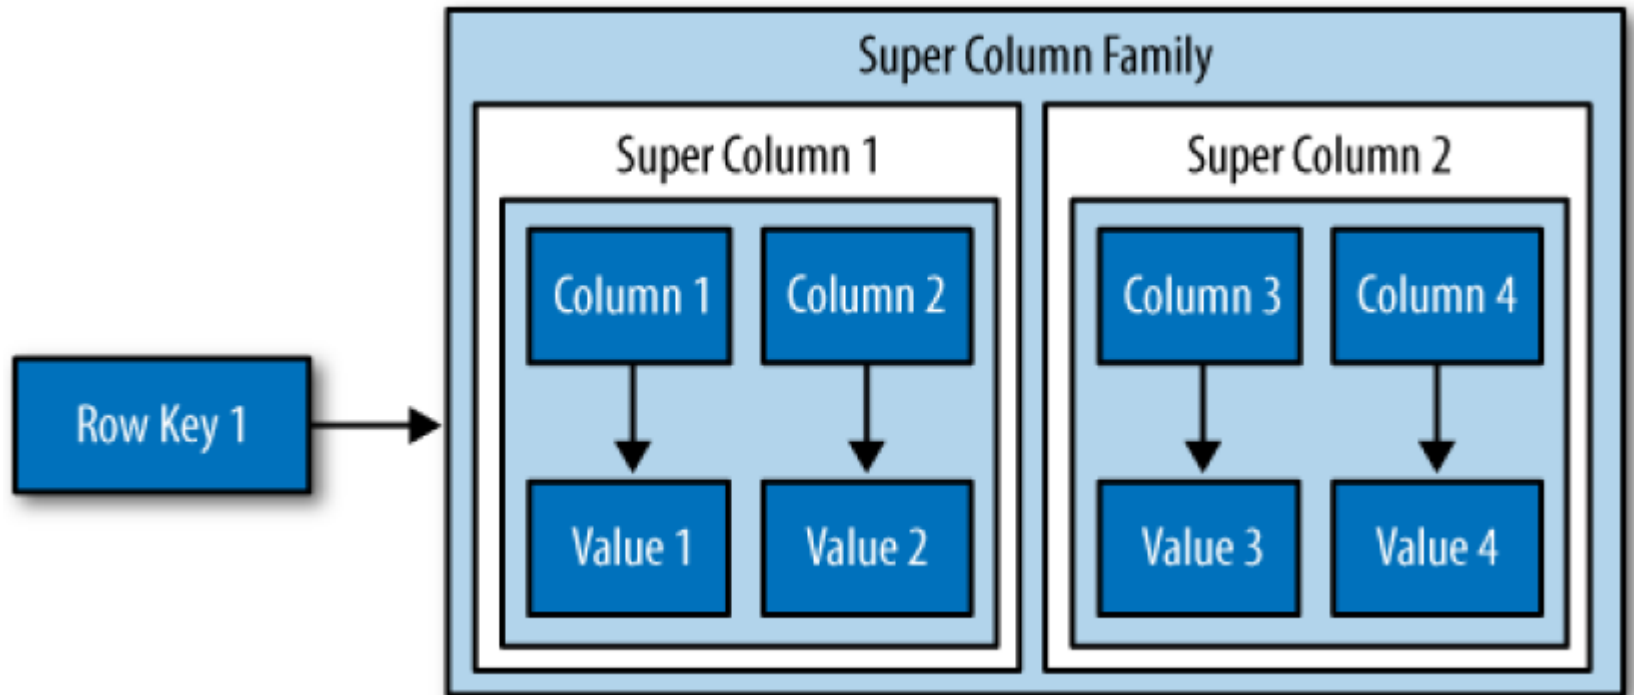 Super Column Family
Super Column 1
Super Column 2
Column 1
Column 2
Column 3
Column 4
Row Key 1
Value 1
Value 2
Value 3
Value 4